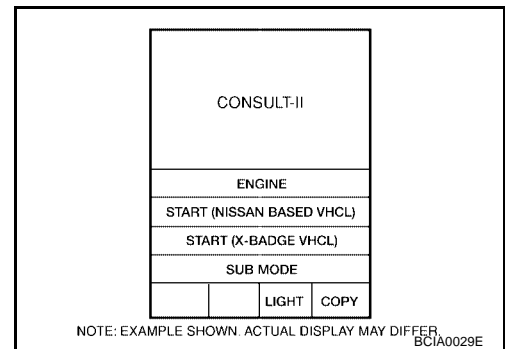 CONSULT-II
ENGINE
START (NISSAN BASED VHCL)
START (X-BADGE VHCL)
SUB MODE
LIGHT COPY
NOTE: EXAMPLE SHOWN. ACTUAL DISPLAY MAY DIFFER.
BCIA0029E